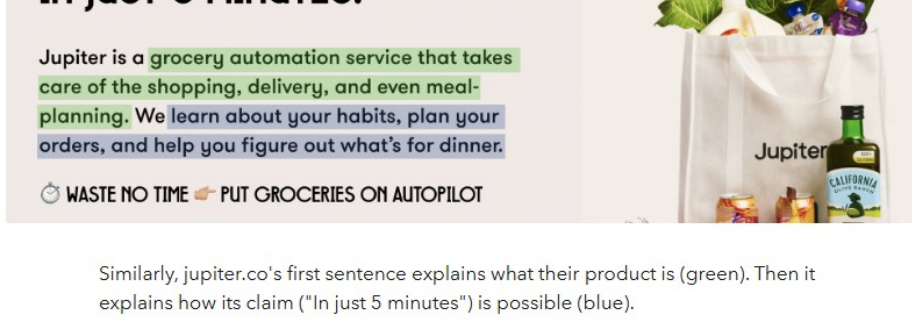 Jupiter is a grocery automation service that takes
care of the shopping, delivery, and even meal-
planning. We learn about your habits, plan your
orders, and help you figure out what's for dinner.
⏱ WASTE NO TIME 👉🏼 PUT GROCERIES ON AUTOPILOT
Jupiter
CALIFORNIA
OLIVE RANCH
Similarly, jupiter.co's first sentence explains what their product is (green). Then it
explains how its claim ("In just 5 minutes") is possible (blue).